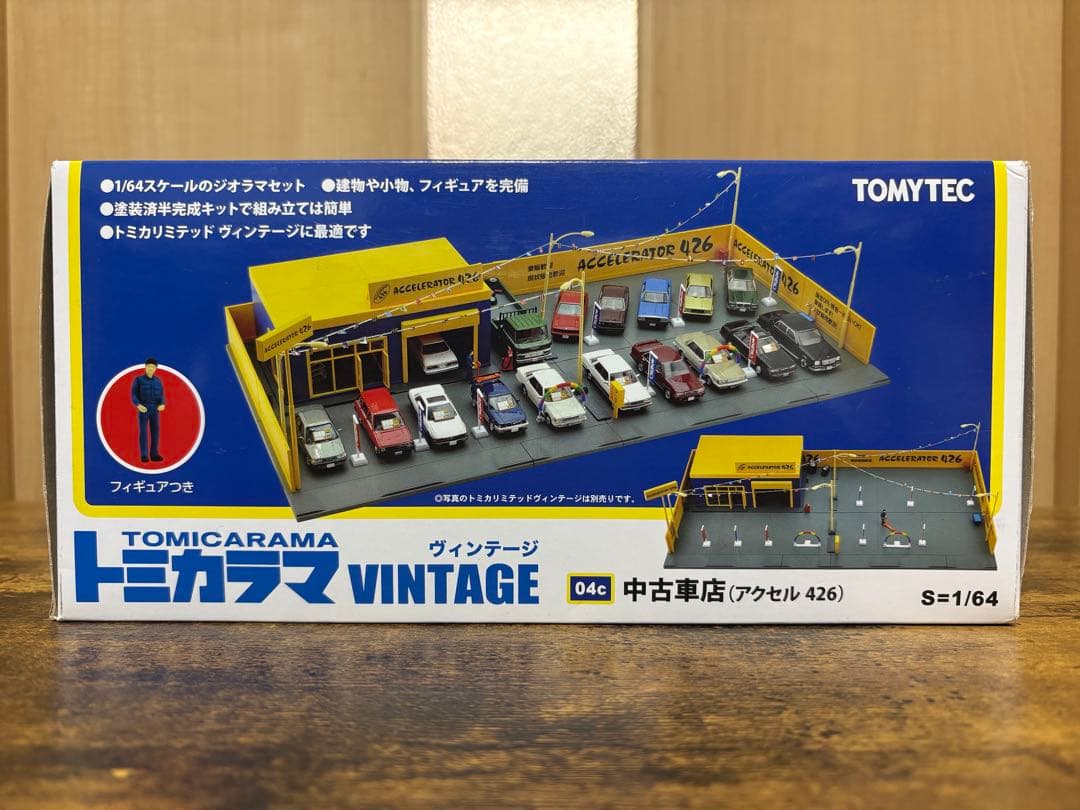 ●1/64スケールのジオラマセット ●建物や小物、フィギュアを完備
●塗装済半完成キットで組み立ては簡単
●トミカリミテッド ヴィンテージに最適です
TOMYTEC
ACCELERATOR 426
ACCELERATOR 426
ACCELERATOR 426
ACCELERATOR 426
フィギュアつき
◎写真のトミカリミテッドヴィンテージは別売りです。
ACCELERATOR 426
ACCELERATOR 426
TOMICARAMA
トミカラマ
ヴィンテージ
VINTAGE
04c 中古車店(アクセル 426)
S=1/64